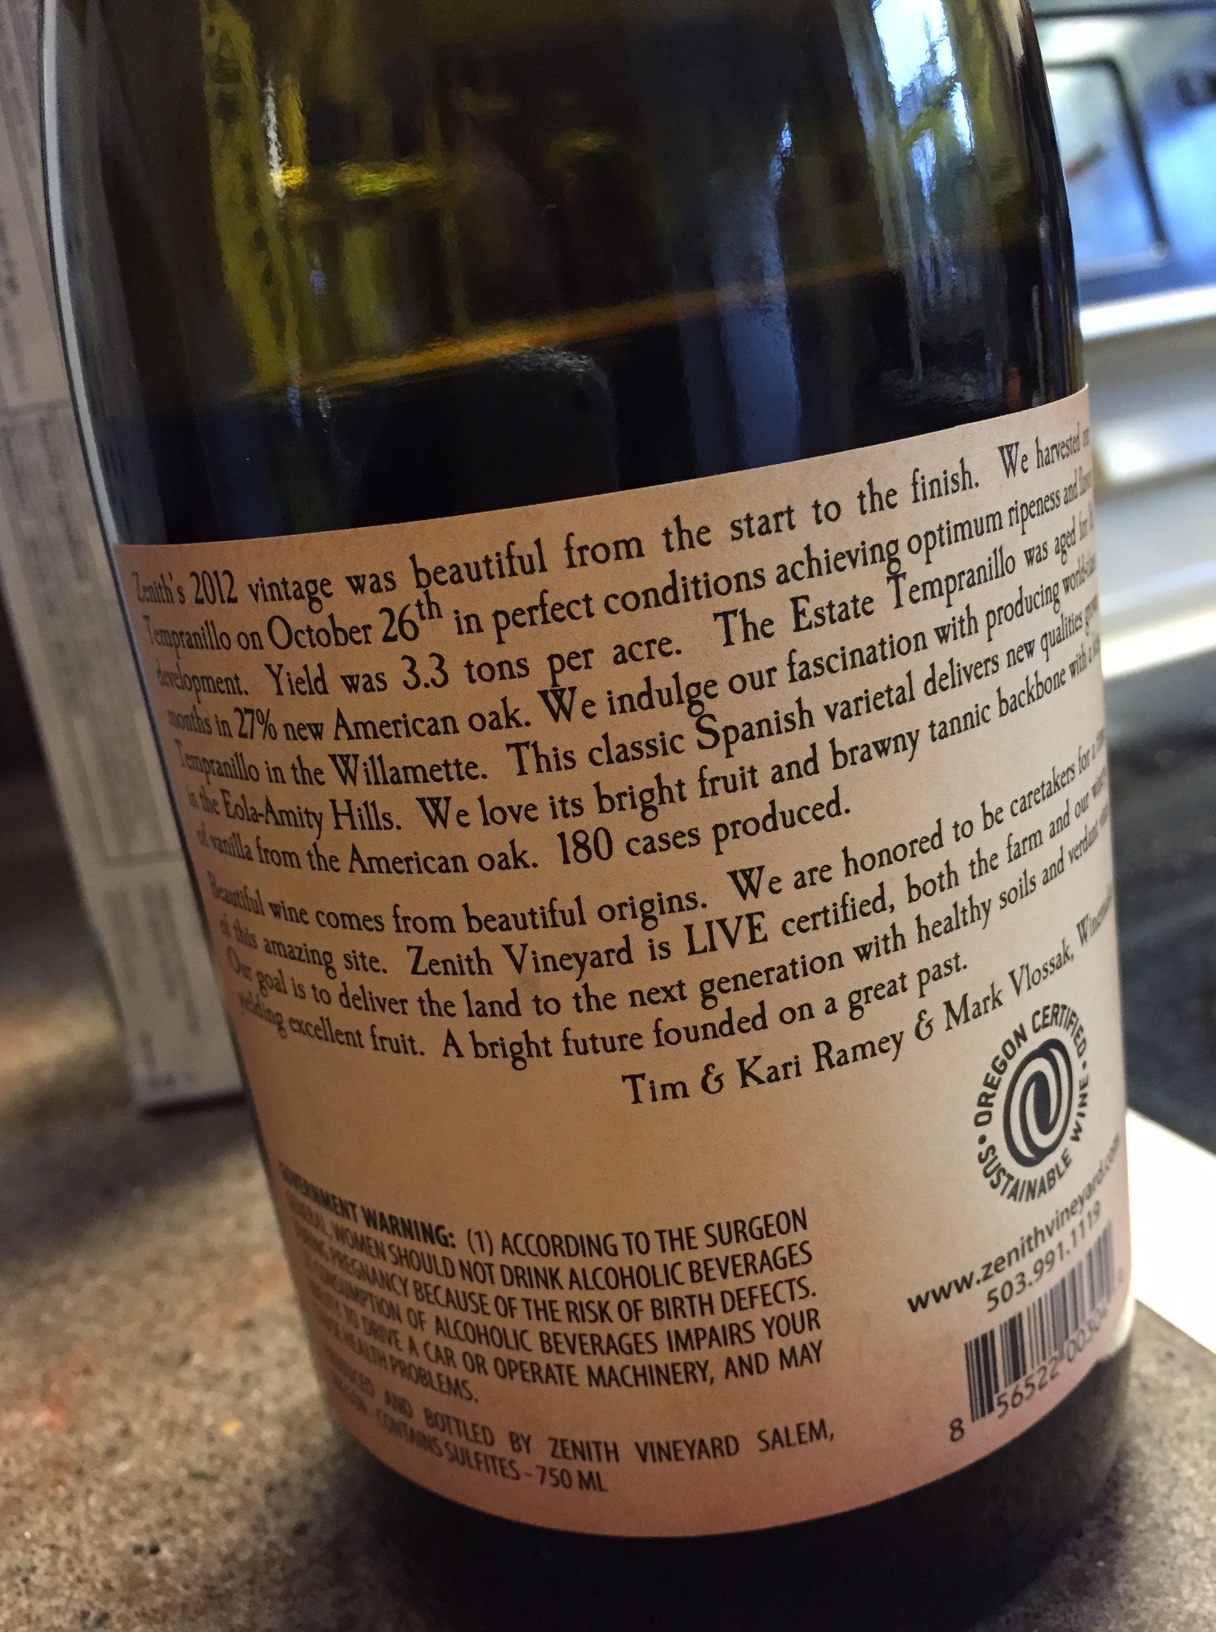 Zenith's 2012 vintage was beautiful from the start to the finish. We harvested
Tempranillo on October 26th in perfect conditions achieving optimum ripeness and
development. Yield was 3.3 tons per acre. The Estate Tempranillo was aged for
months in 27% new American oak. We indulge our fascination with producing
Tempranillo in the Willamette. This classic Spanish varietal delivers new qualities
in the Eola-Amity Hills. We love its bright fruit and brawny tannic backbone with a
of vanilla from the American oak. 180 cases produced.
Beautiful wine comes from beautiful origins. We are honored to be caretakers for a
of this amazing site. Zenith Vineyard is LIVE certified, both the farm and our
Our goal is to deliver the land to the next generation with healthy soils and verdant
yielding excellent fruit. A bright future founded on a great past.
Tim & Kari Ramey & Mark Vlossak,
• OREGON CERTIFIED •
SUSTAINABLE WINE
www.zenithvineyard.com
503.991.1119
GOVERNMENT WARNING: (1) ACCORDING TO THE SURGEON
GENERAL, WOMEN SHOULD NOT DRINK ALCOHOLIC BEVERAGES
DURING PREGNANCY BECAUSE OF THE RISK OF BIRTH DEFECTS.
CONSUMPTION OF ALCOHOLIC BEVERAGES IMPAIRS YOUR
ABILITY TO DRIVE A CAR OR OPERATE MACHINERY, AND MAY
CAUSE HEALTH PROBLEMS.
PRODUCED AND BOTTLED BY ZENITH VINEYARD SALEM,
OREGON - CONTAINS SULFITES - 750 ML
8 56522 00304